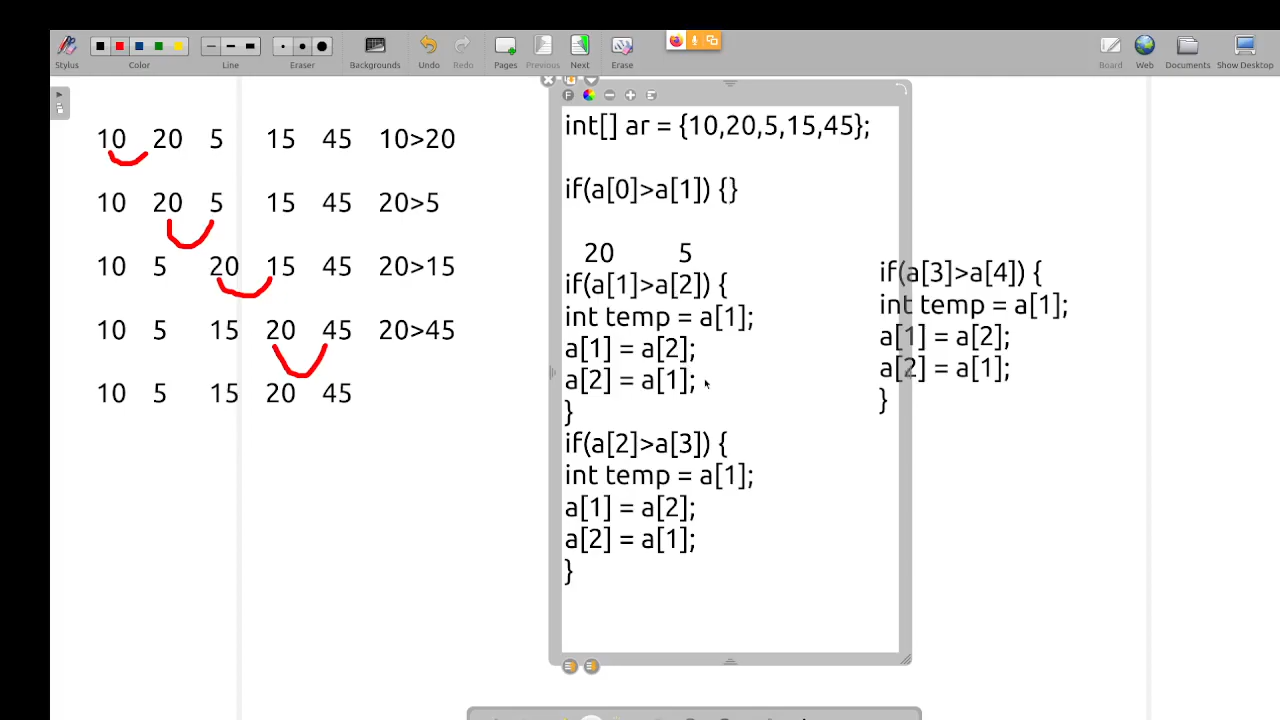 Stylus
Color
Line
Eraser
Backgrounds
Undo
Redo
Pages
Previous
Next
Erase
Board
Web
Documents
Show Desktop
10 20 5 15 45 10>20
10 20 5 15 45 20>5
10 5 20 15 45 20>15
10 5 15 20 45 20>45
10 5 15 20 45
F
int[] ar = {10,20,5,15,45};
if(a[0]>a[1]) {}
20 5
if(a[1]>a[2]) {
int temp = a[1];
a[1] = a[2];
a[2] = a[1];
}
if(a[2]>a[3]) {
int temp = a[1];
a[1] = a[2];
a[2] = a[1];
}
if(a[3]>a[4]) {
int temp = a[1];
a[1] = a[2];
a[2] = a[1];
}